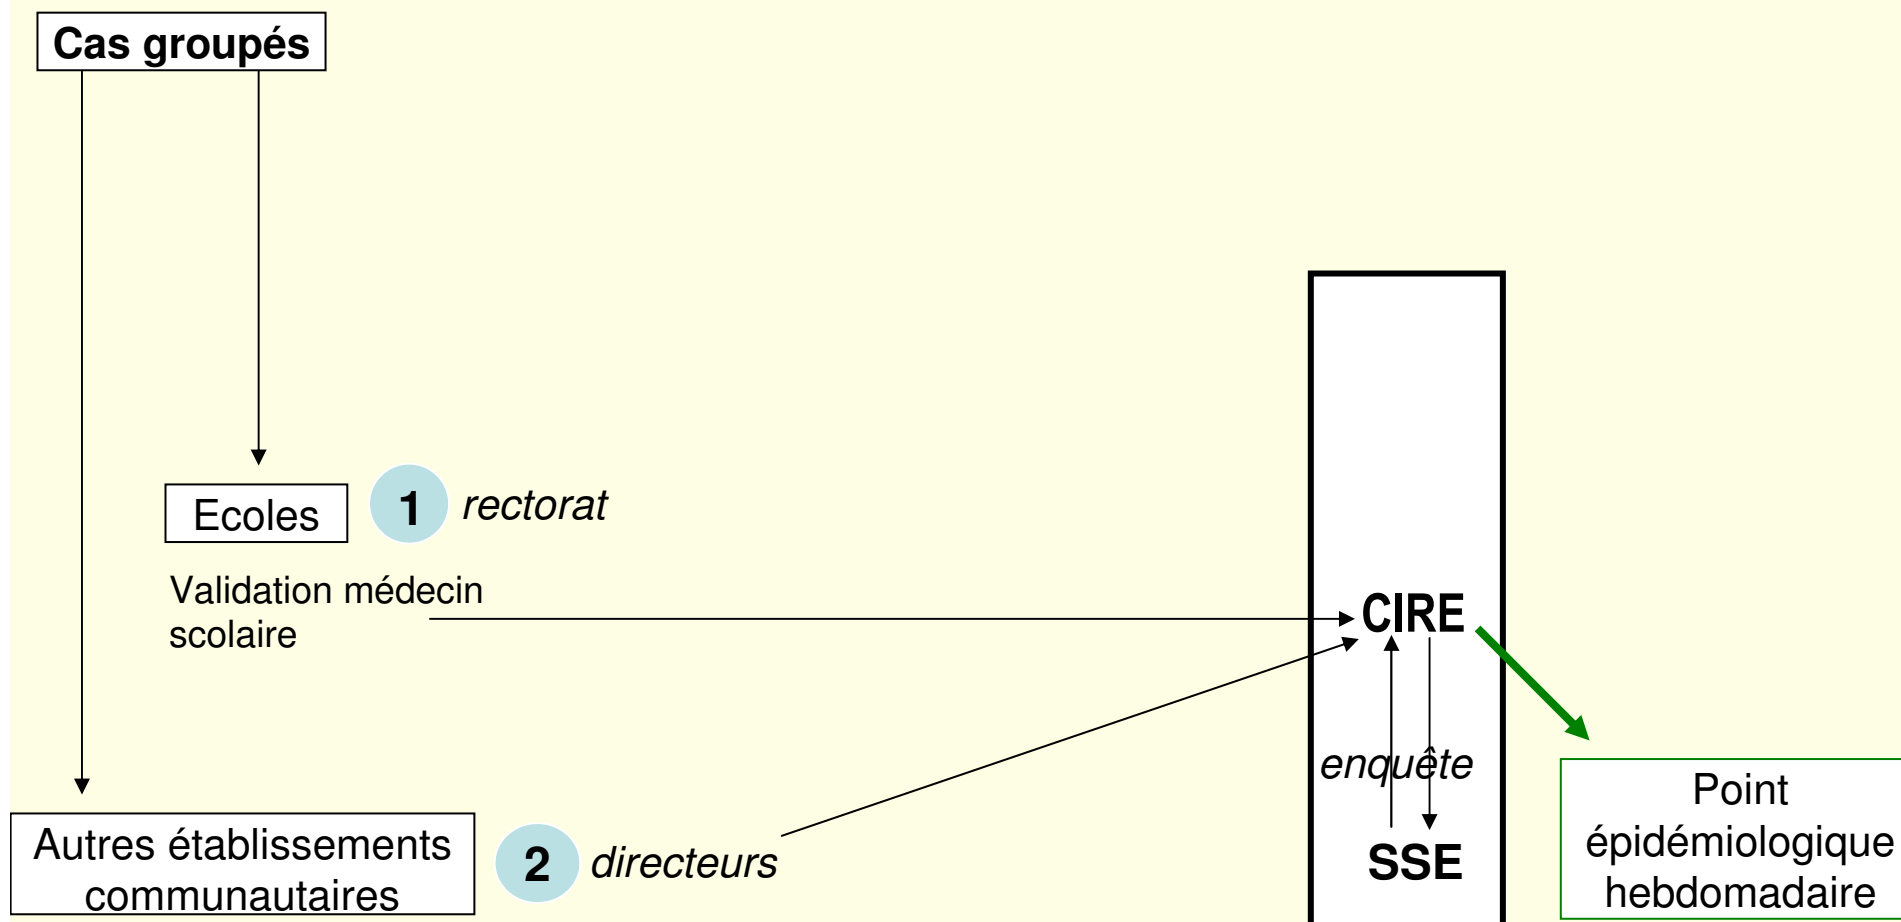 Cas groupés
Ecoles
1
rectorat
Validation médecin
scolaire
CIRE
enquête
SSE
Autres établissements
communautaires
2
directeurs
Point
épidémiologique
hebdomadaire